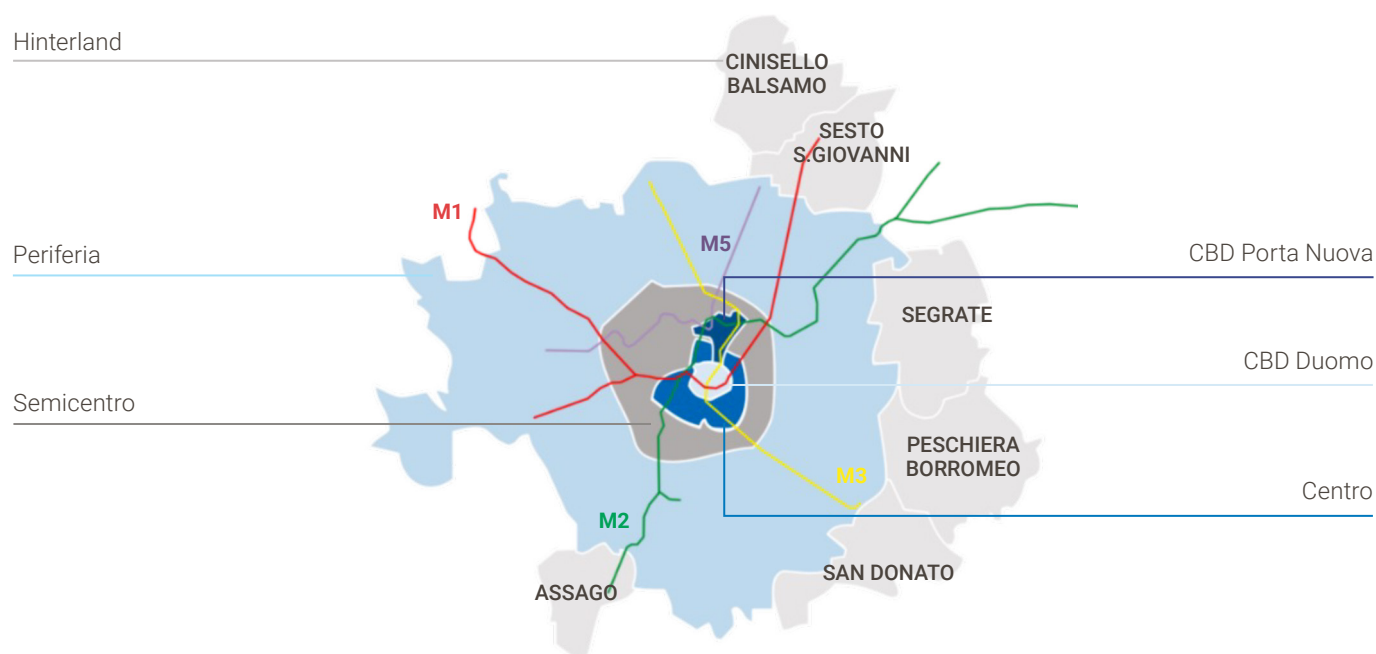 Hinterland
CINISELLO
BALSAMO
SESTO
S.GIOVANNI
M1
M5
Periferia
CBD Porta Nuova
SEGRATE
CBD Duomo
Semicentro
PESCHIERA
BORROMEO
M3
Centro
M2
SAN DONATO
ASSAGO